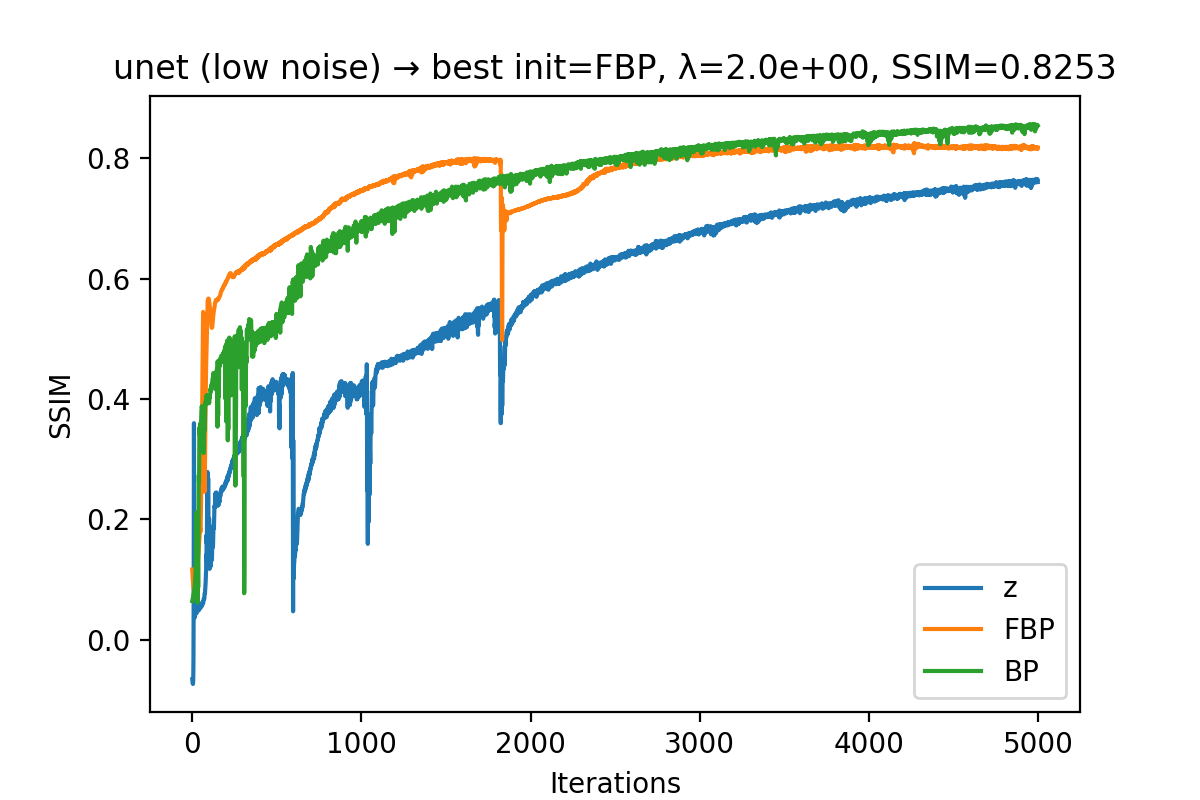 unet (low noise) → best init=FBP, λ=2.0e+00, SSIM=0.8253
SSIM
0.8
0.6
0.4
0.2
0.0
z
FBP
BP
0 1000 2000 3000 4000 5000
Iterations